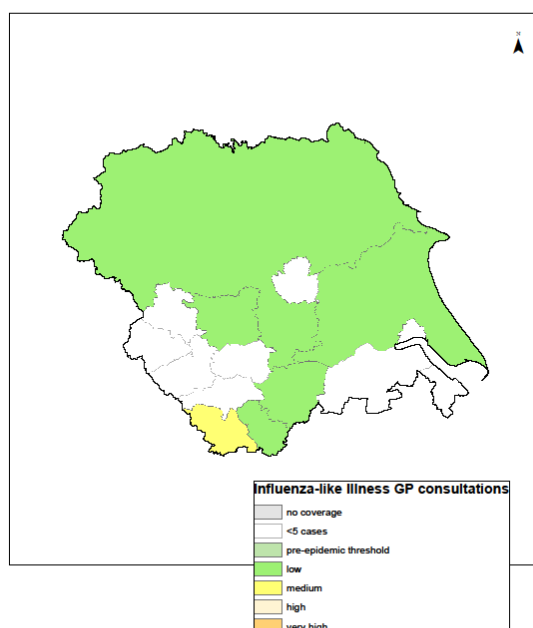 N
Influenza-like Illness GP consultations
no coverage
<5 cases
pre-epidemic threshold
low
medium
high
very high